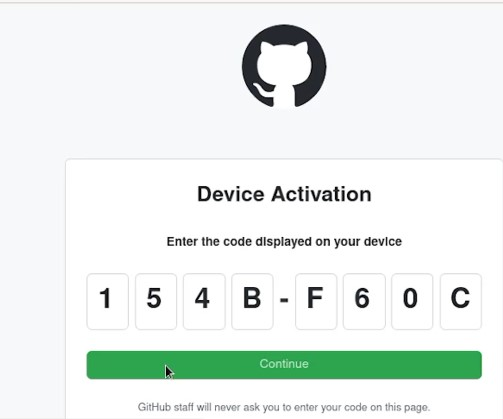 Device Activation
Enter the code displayed on your device
1 5 4 B - F 6 0 C
Continue
GitHub staff will never ask you to enter your code on this page.